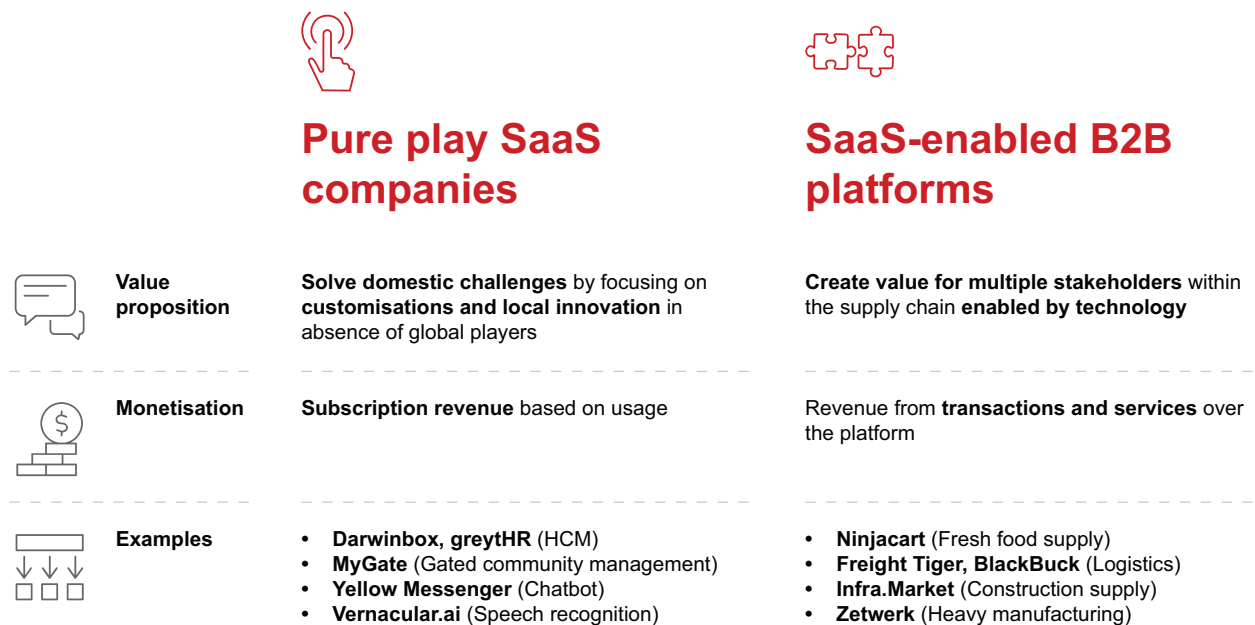 Pure play SaaS
companies
SaaS-enabled B2B
platforms
Value
proposition
Solve domestic challenges by focusing on
customisations and local innovation in
absence of global players
Create value for multiple stakeholders within
the supply chain enabled by technology
Monetisation
$
Subscription revenue based on usage
Revenue from transactions and services over
the platform
Examples
• Darwinbox, greytHR (HCM)
• MyGate (Gated community management)
• Yellow Messenger (Chatbot)
• Vernacular.ai (Speech recognition)
• Ninjacart (Fresh food supply)
• Freight Tiger, BlackBuck (Logistics)
• Infra.Market (Construction supply)
• Zetwerk (Heavy manufacturing)